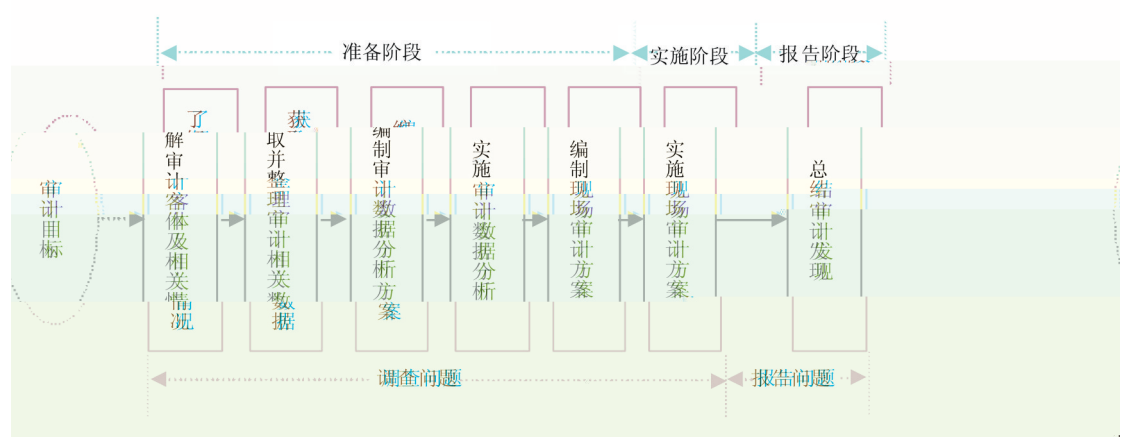 准备阶段
实施阶段
报告阶段
审计目标
了解审计客体及相关情况
获取并整理审计相关数据
编制审计数据分析方案
实施审计数据分析
编制现场审计方案
实施现场审计方案
总结审计发现
调查问题
报告问题